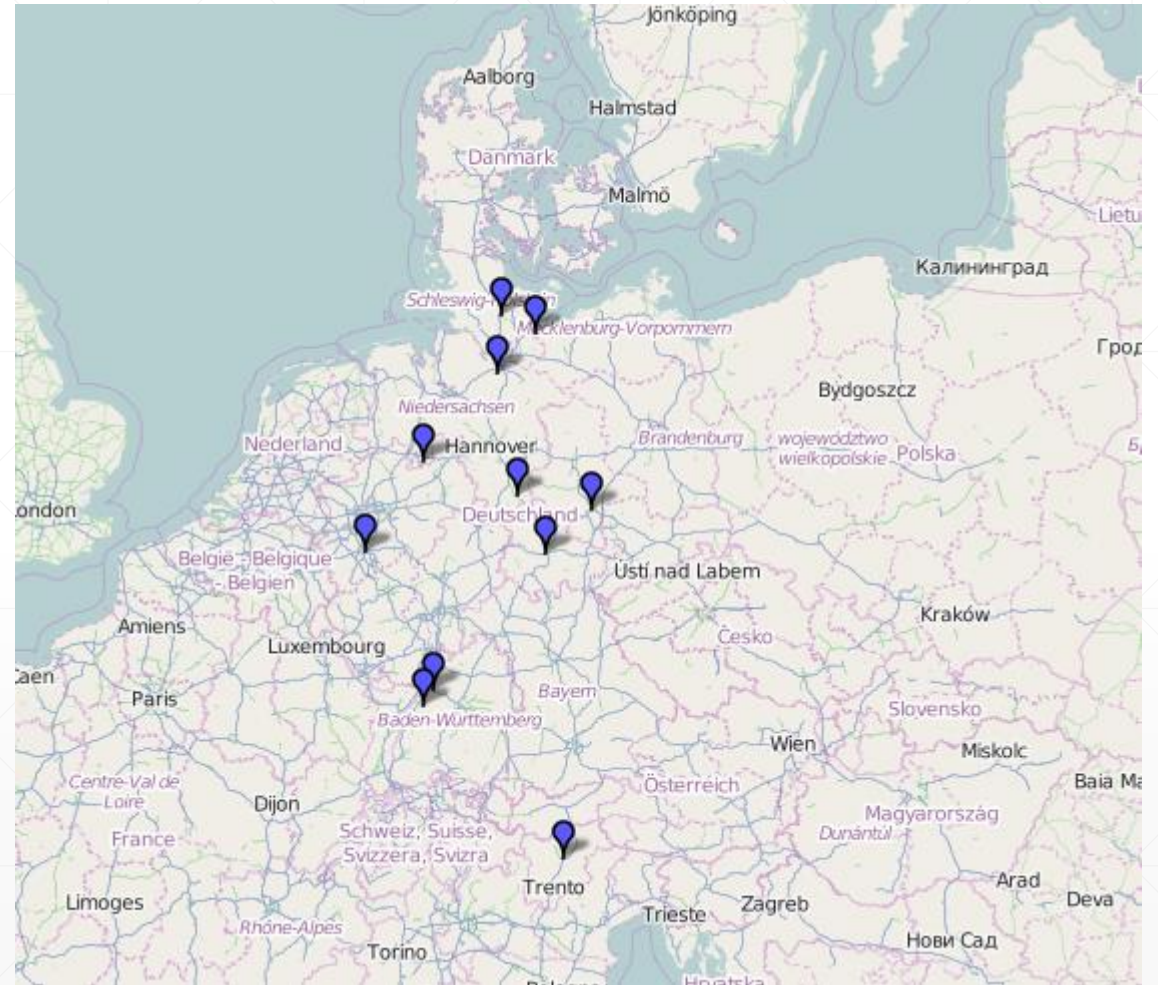 Jönköping
Aalborg
Halmstad
Danmark
Malmö
Lietu
Калининград
Schleswig-Holstein
Mecklenburg-Vorpommern
Грод
Bydgoszcz
Niedersachsen
Nederland
Hannover
Brandenburg
województwo
wielkopolskie
Polska
ondon
Deutschland
België - Belgique
- Belgien
Ústí nad Labem
Kraków
Amiens
Česko
Luxembourg
Caen
Paris
Bayern
Baden-Württemberg
Slovensko
Wien
Miskolc
Centre-Val de
Loire
Österreich
Baia Ma
Dijon
Magyarország
Schweiz, Suisse,
Svizzera, Svizra
Dunántúl
France
Trento
Arad
Limoges
Deva
Zagreb
Trieste
Rhône-Alpes
Нови Сад
Torino
Hrvatska